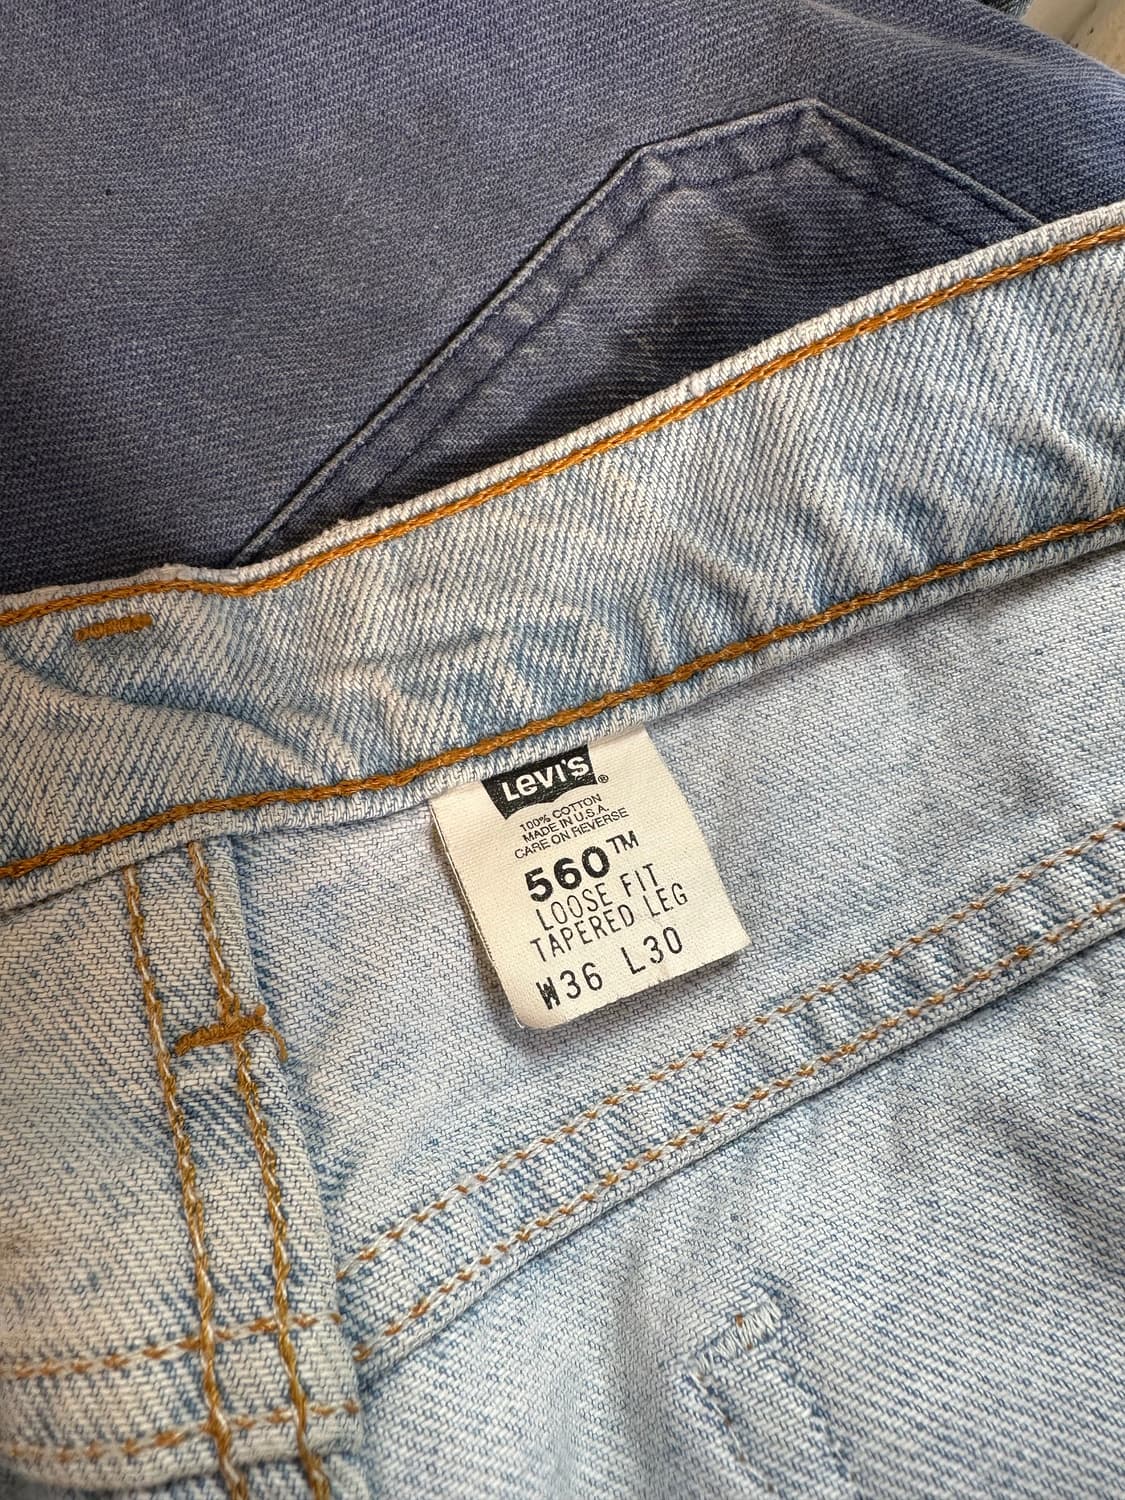 Levi's®
100% COTTON
MADE IN U.S.A.
CARE ON REVERSE
560™
LOOSE FIT
TAPERED LEG
W36 L30